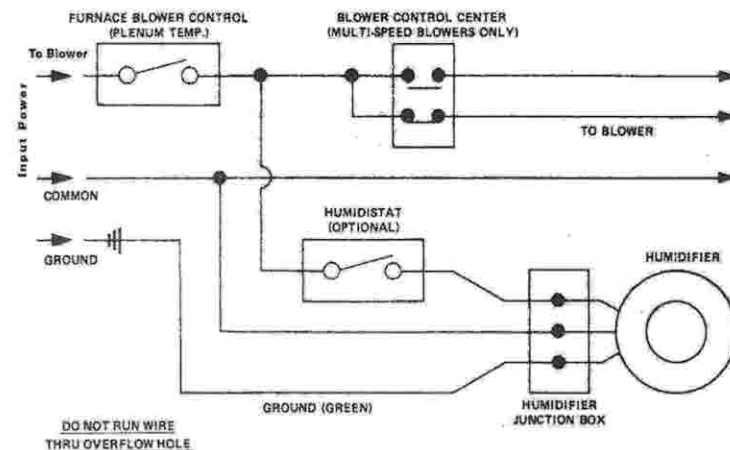 FURNACE BLOWER CONTROL
(PLENUM TEMP.)
BLOWER CONTROL CENTER
(MULTI-SPEED BLOWERS ONLY)
To Blower
Input Power
TO BLOWER
COMMON
HUMIDISTAT
(OPTIONAL)
GROUND
HUMIDIFIER
GROUND (GREEN)
HUMIDIFIER
JUNCTION BOX
DO NOT RUN WIRE
THRU OVERFLOW HOLE